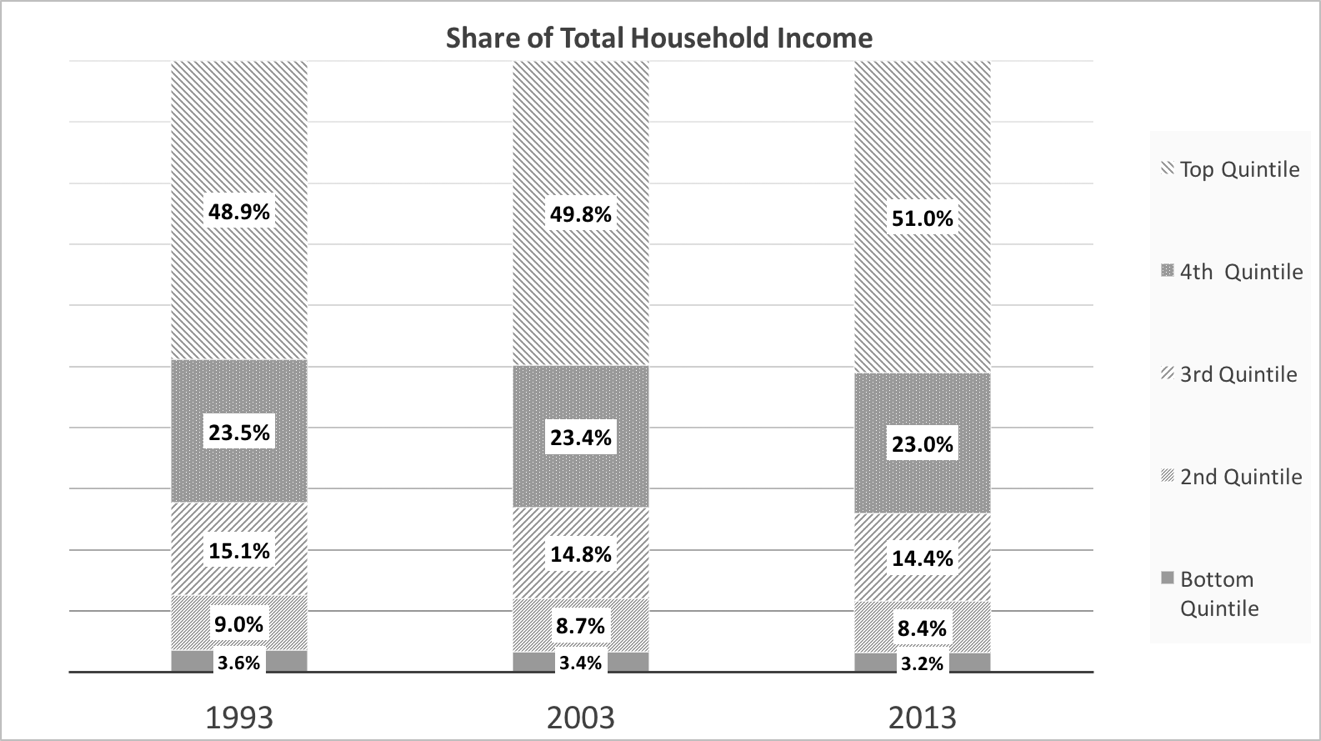 Share of Total Household Income
48.9%
49.8%
51.0%
23.5%
23.4%
23.0%
15.1%
14.8%
14.4%
9.0%
8.7%
8.4%
3.6%
3.4%
3.2%
1993
2003
2013
Top Quintile
4th  Quintile
3rd Quintile
2nd Quintile
Bottom
Quintile